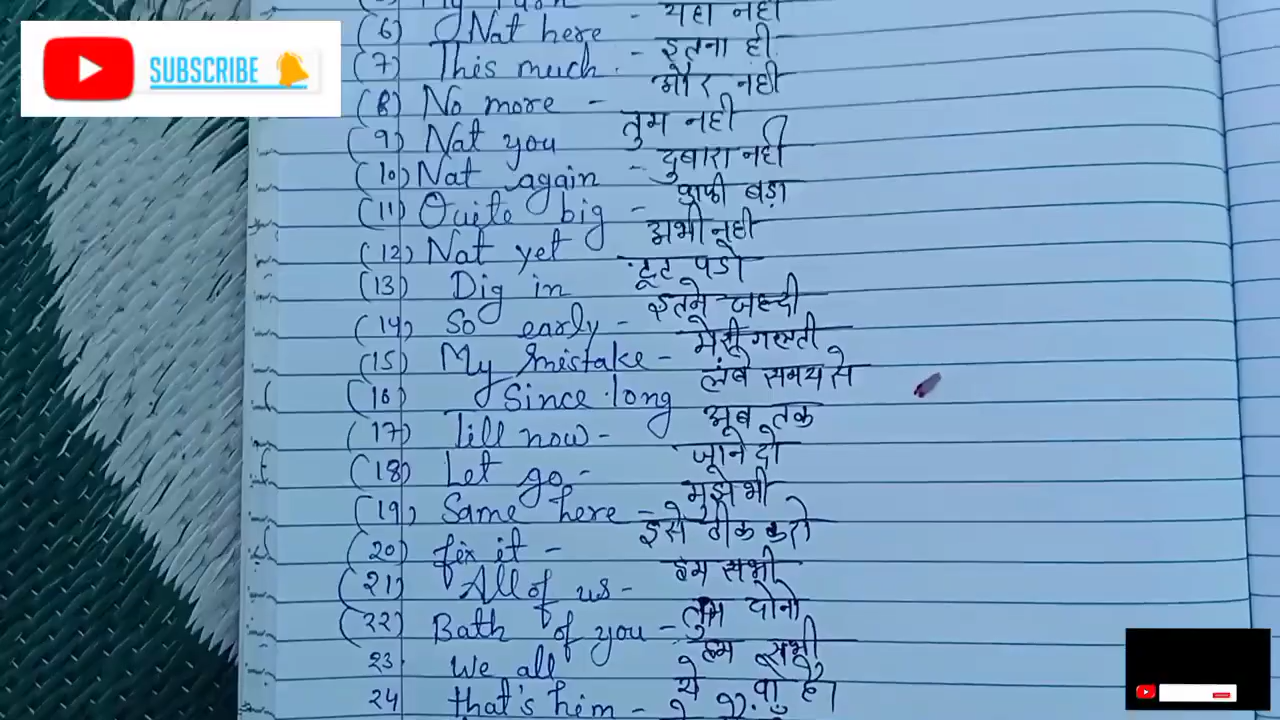 SUBSCRIBE
(6) Nat here - यहा नही
(7) This much - इतना ही
(8) No more - और नही
(9) Nat you तुम नही
(10) Nat again - दुबारा नही
(11) Quite big - काफी बड़ा
(12) Nat yet अभी नही
(13) Dig in टूट पडो
(14) So early - इतने जल्दी
(15) My mistake - मेरी गलती
(16) Since long लंबे समय से
(17) Till now - अब तक
(18) Let go - जाने दो
(19) Same here - मुझे भी
(20) fix it - इसे ठीक करो
(21) All of us - हम सभी
(22) Bath of you - तुम दोनो
23 We all हम सभी
24 that's him - ये वो है।